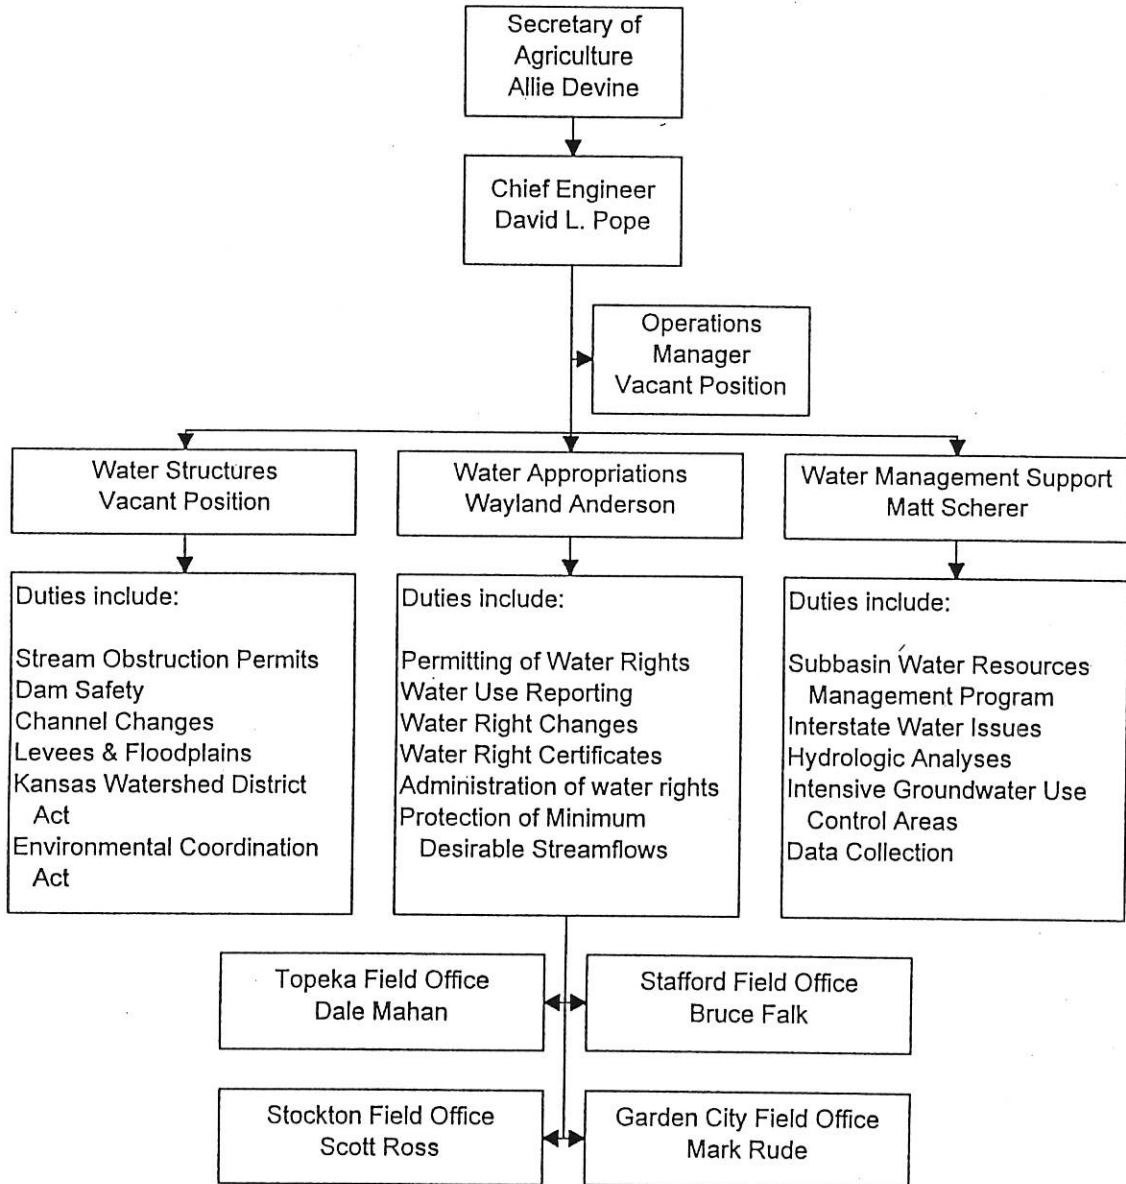 Secretary of
Agriculture
Allie Devine
Chief Engineer
David L. Pope
Operations
Manager
Vacant Position
Water Structures
Vacant Position
Water Appropriations
Wayland Anderson
Water Management Support
Matt Scherer
Duties include:
Stream Obstruction Permits
Dam Safety
Channel Changes
Levees & Floodplains
Kansas Watershed District
Act
Environmental Coordination
Act
Duties include:
Permitting of Water Rights
Water Use Reporting
Water Right Changes
Water Right Certificates
Administration of water rights
Protection of Minimum
Desirable Streamflows
Duties include:
Subbasin Water Resources
Management Program
Interstate Water Issues
Hydrologic Analyses
Intensive Groundwater Use
Control Areas
Data Collection
Topeka Field Office
Dale Mahan
Stafford Field Office
Bruce Falk
Stockton Field Office
Scott Ross
Garden City Field Office
Mark Rude